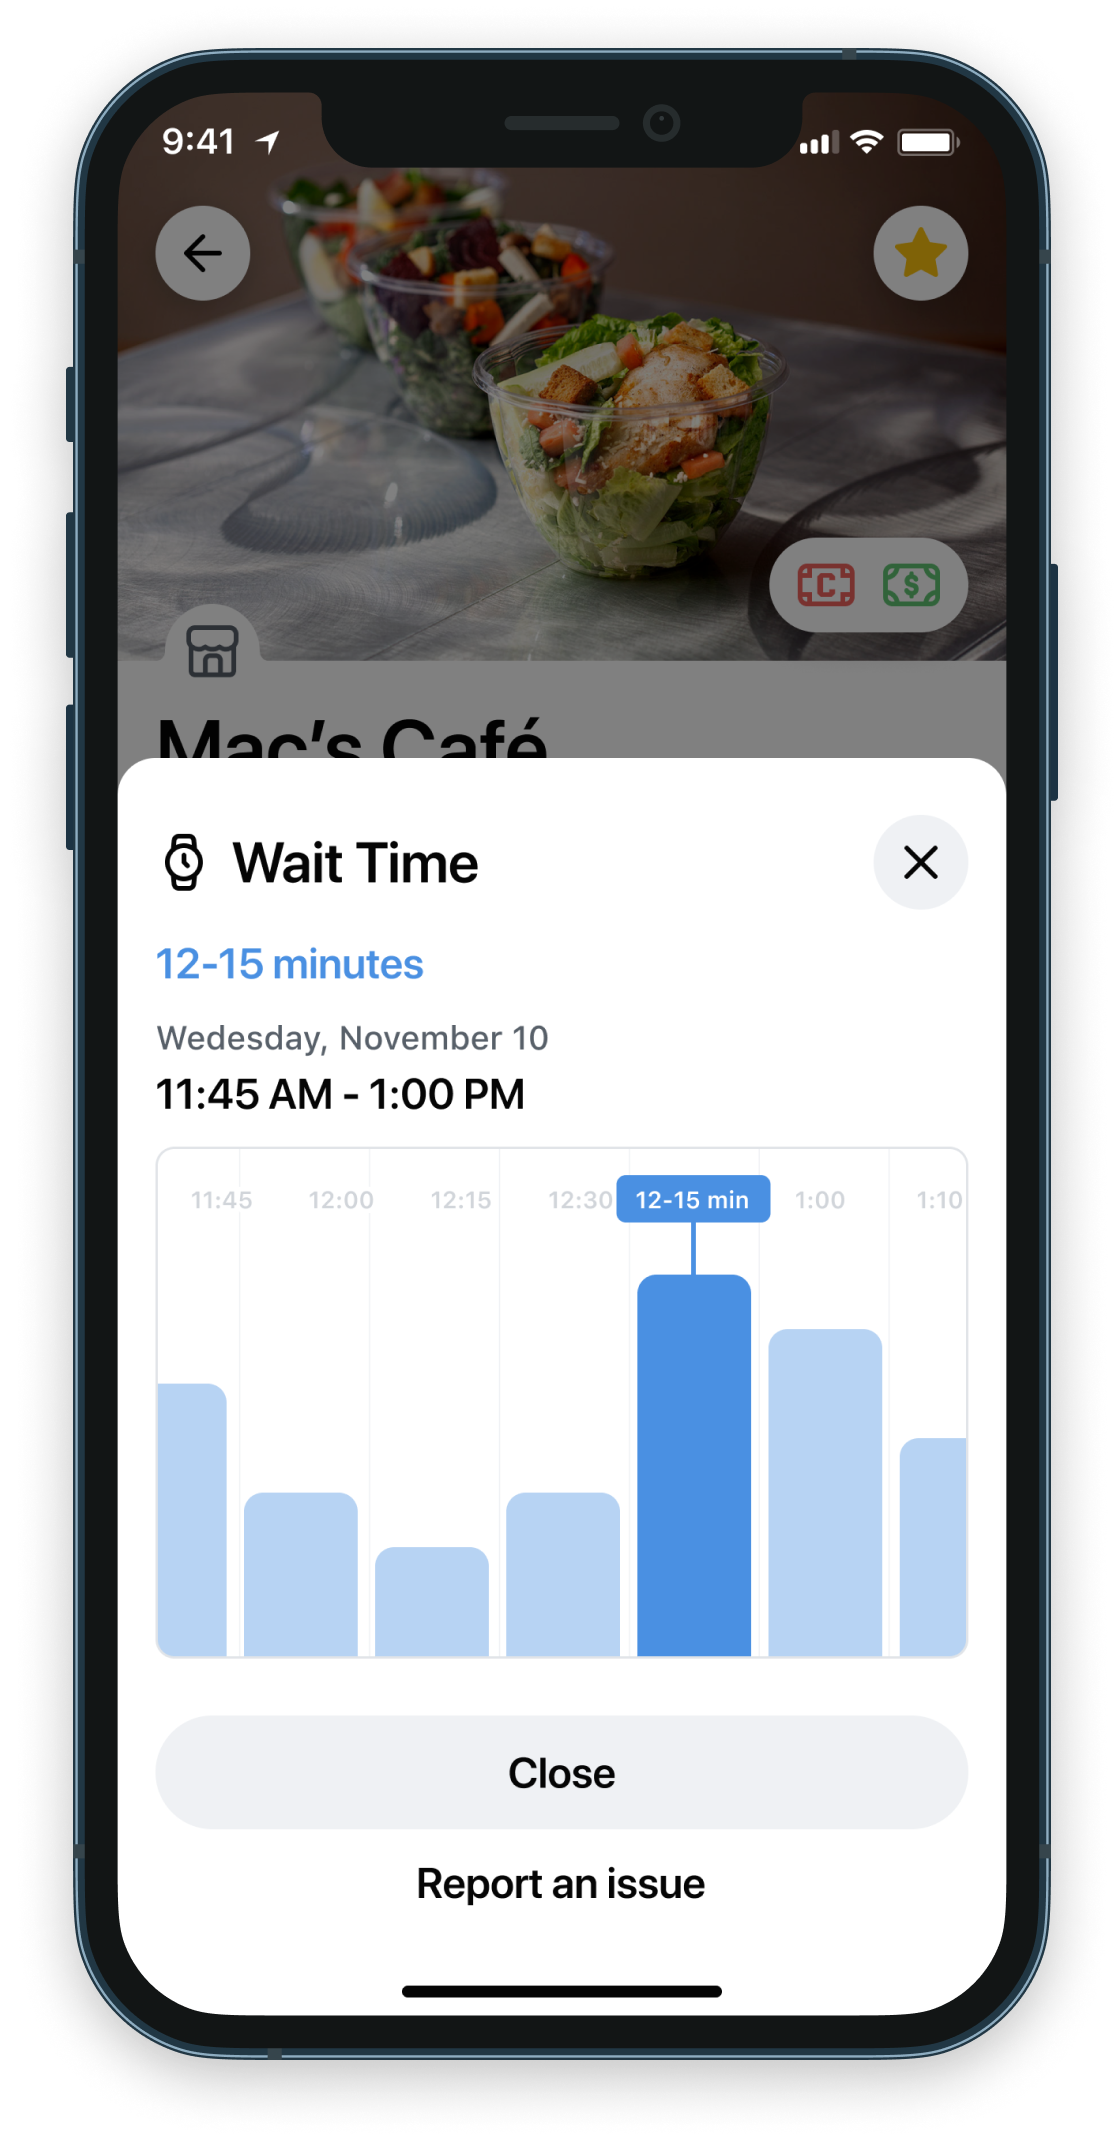 9:41
C $
Mac’s Café
Wait Time
12-15 minutes
Wedesday, November 10
11:45 AM - 1:00 PM
11:45 12:00 12:15 12:30 12-15 min 1:00 1:10
Close
Report an issue